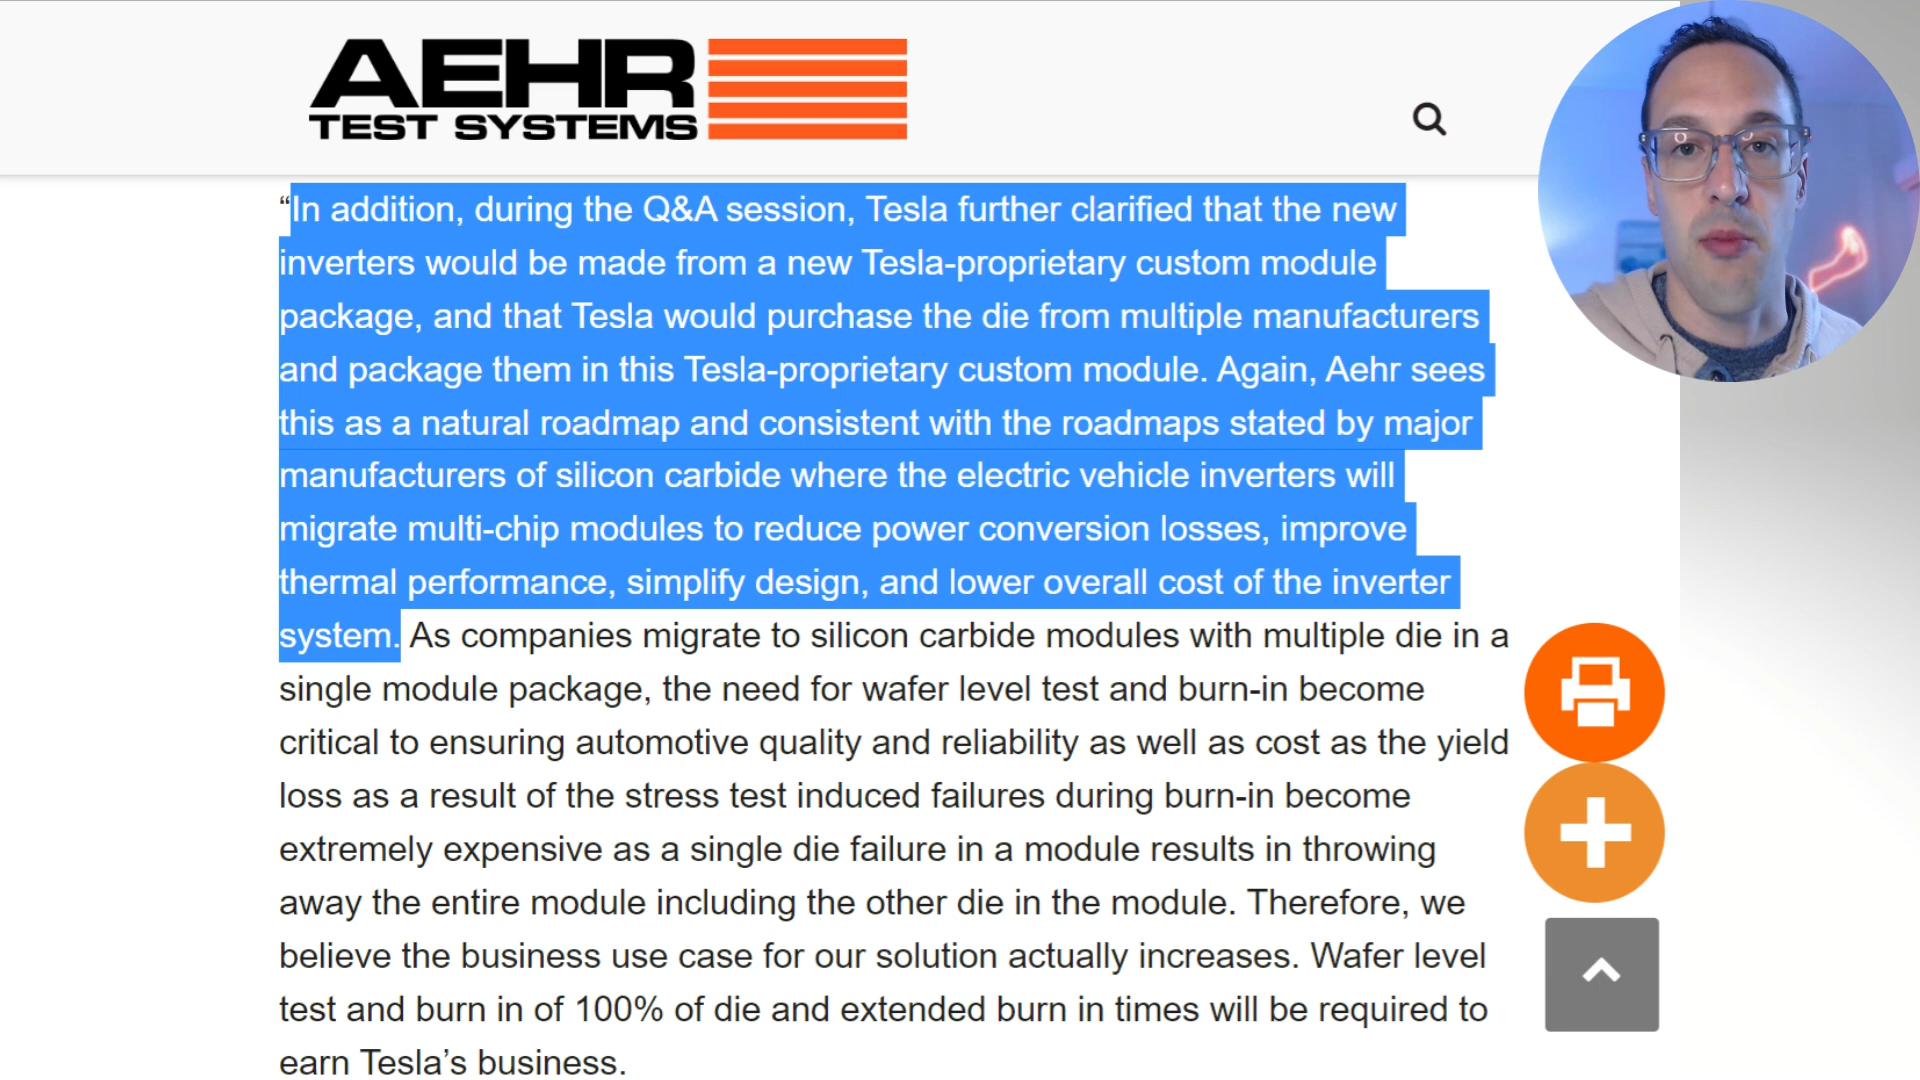 AEHR
TEST SYSTEMS
“In addition, during the Q&A session, Tesla further clarified that the new
inverters would be made from a new Tesla-proprietary custom module
package, and that Tesla would purchase the die from multiple manufacturers
and package them in this Tesla-proprietary custom module. Again, Aehr sees
this as a natural roadmap and consistent with the roadmaps stated by major
manufacturers of silicon carbide where the electric vehicle inverters will
migrate multi-chip modules to reduce power conversion losses, improve
thermal performance, simplify design, and lower overall cost of the inverter
system. As companies migrate to silicon carbide modules with multiple die in a
single module package, the need for wafer level test and burn-in become
critical to ensuring automotive quality and reliability as well as cost as the yield
loss as a result of the stress test induced failures during burn-in become
extremely expensive as a single die failure in a module results in throwing
away the entire module including the other die in the module. Therefore, we
believe the business use case for our solution actually increases. Wafer level
test and burn in of 100% of die and extended burn in times will be required to
earn Tesla’s business.